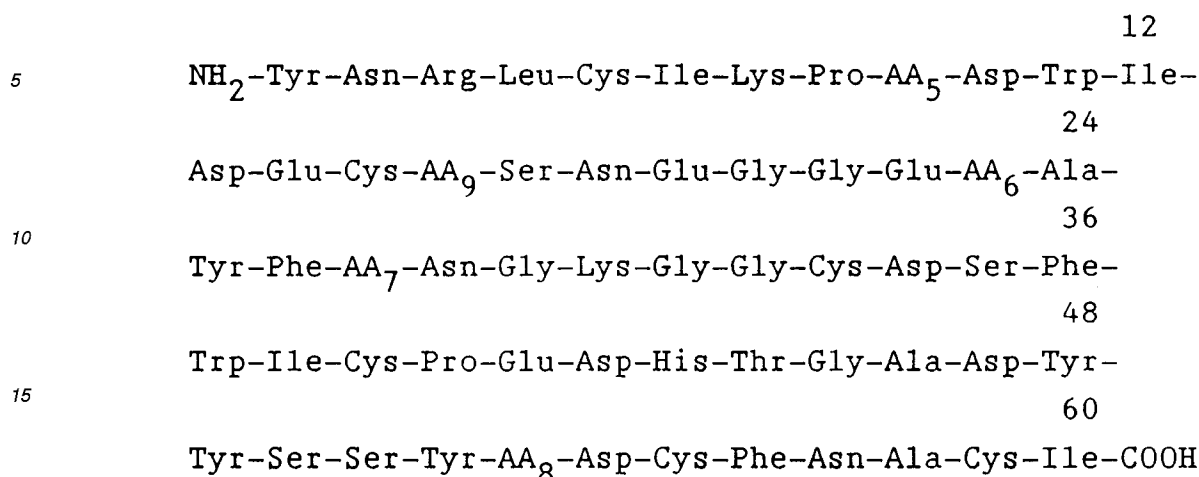 12
5 NH2-Tyr-Asn-Arg-Leu-Cys-Ile-Lys-Pro-AA5-Asp-Trp-Ile-
24
Asp-Glu-Cys-AA9-Ser-Asn-Glu-Gly-Gly-Glu-AA6-Ala-
36
10
Tyr-Phe-AA7-Asn-Gly-Lys-Gly-Gly-Cys-Asp-Ser-Phe-
48
Trp-Ile-Cys-Pro-Glu-Asp-His-Thr-Gly-Ala-Asp-Tyr-
15
60
Tyr-Ser-Ser-Tyr-AA8-Asp-Cys-Phe-Asn-Ala-Cys-Ile-COOH